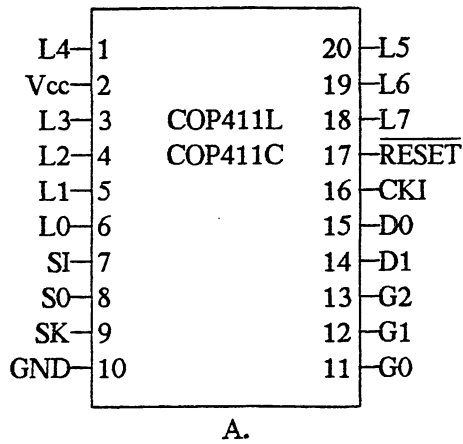 L4 1 20 L5
Vcc 2 19 L6
L3 3 COP411L 18 L7
L2 4 COP411C 17 RESET
L1 5 16 CKI
L0 6 15 D0
SI 7 14 D1
S0 8 13 G2
SK 9 12 G1
GND 10 11 G0
A.